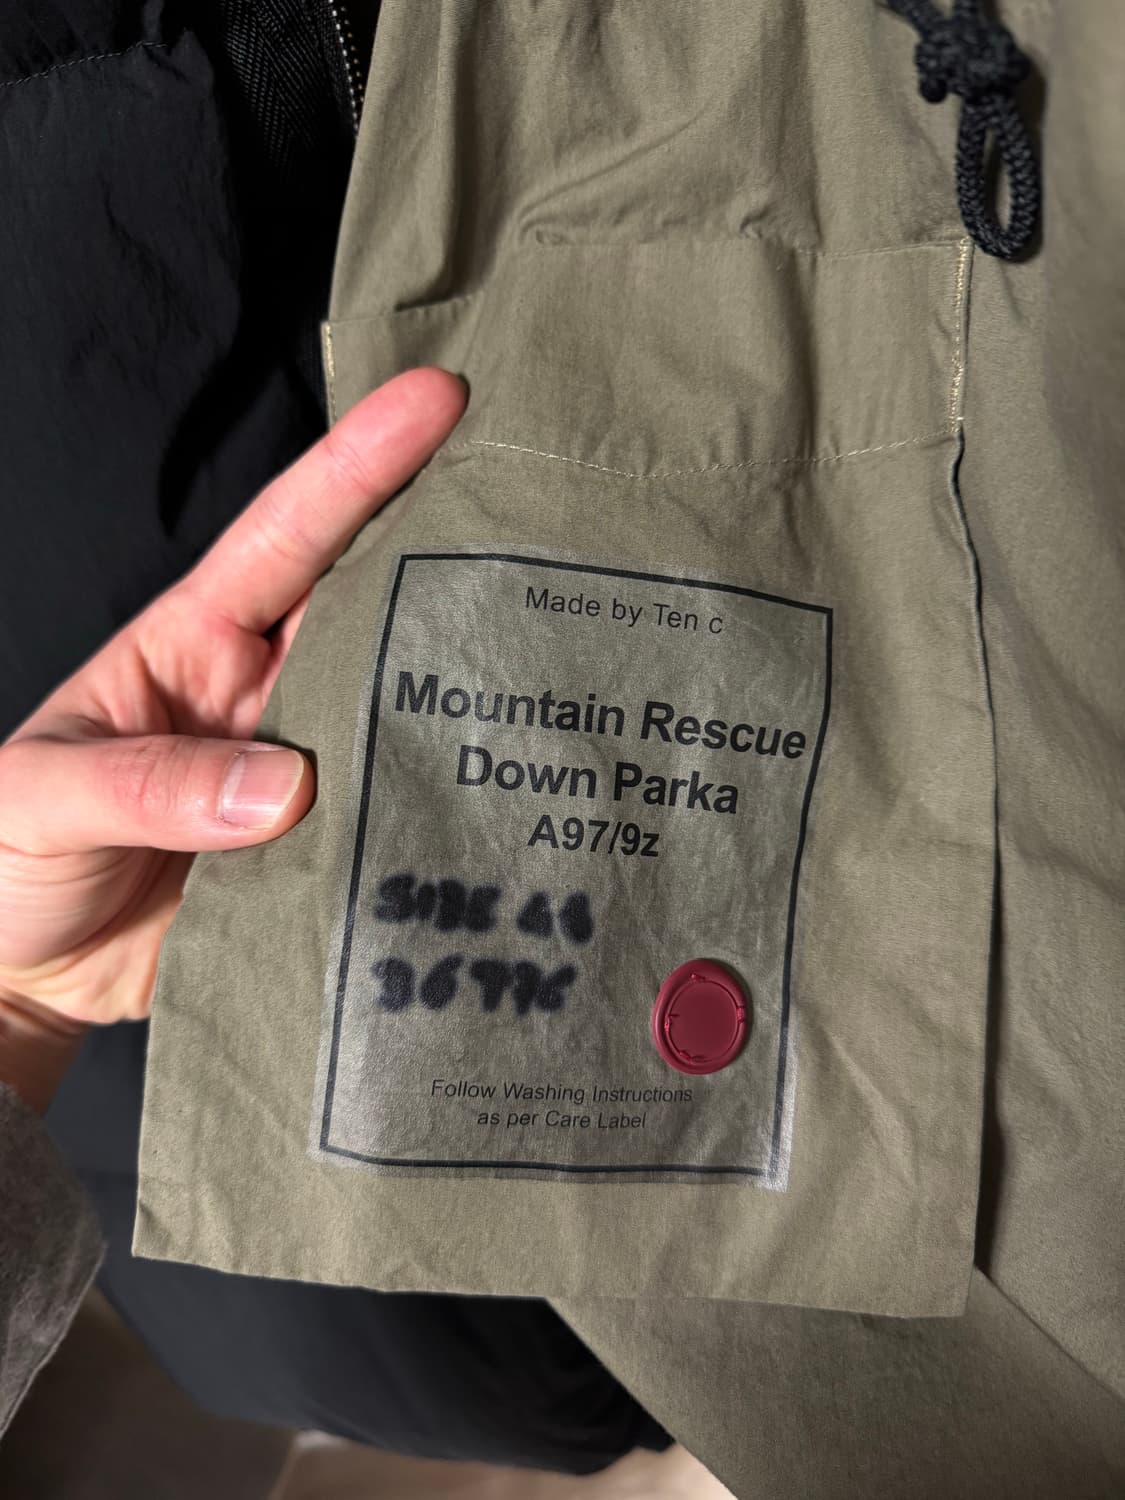 Made by Ten c
Mountain Rescue
Down Parka
A97/9z
Follow Washing Instructions
as per Care Label